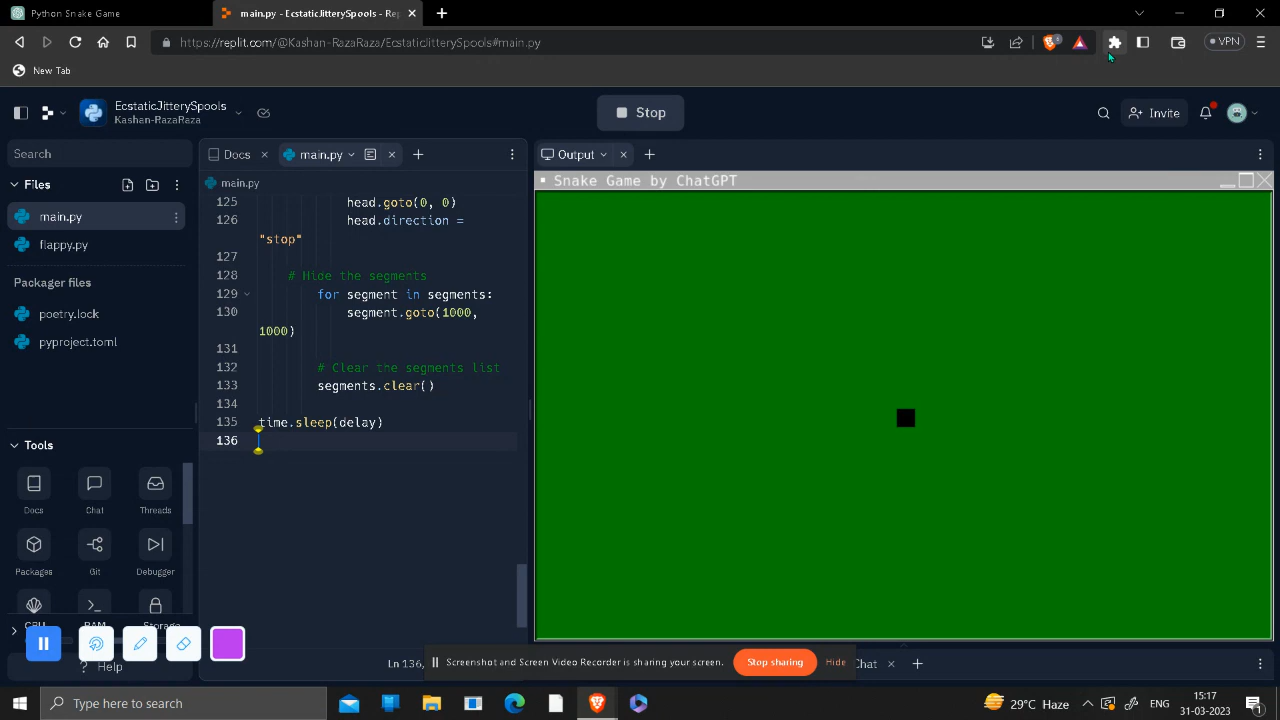 Python Snake Game
main.py - EcstaticJitterySpools - Rep
https://replit.com/@Kashan-RazaRaza/EcstaticJitterySpools#main.py
VPN
New Tab
EcstaticJitterySpools
Kashan-RazaRaza
Stop
Invite
Search
Docs
main.py
Output
Files
main.py
Snake Game by ChatGPT
main.py
flappy.py
Packager files
poetry.lock
pyproject.toml
125 head.goto(0, 0)
126 head.direction =
"stop"
127
128 # Hide the segments
129 for segment in segments:
130 segment.goto(1000,
1000)
131
132 # Clear the segments list
133 segments.clear()
134
135 time.sleep(delay)
136
Tools
Docs
Chat
Threads
Packages
Git
Debugger
CPU
RAM
Storage
Help
Ln 136,
Screenshot and Screen Video Recorder is sharing your screen.
Stop sharing
Hide
Chat
Type here to search
29°C Haze
ENG
15:17
31-03-2023